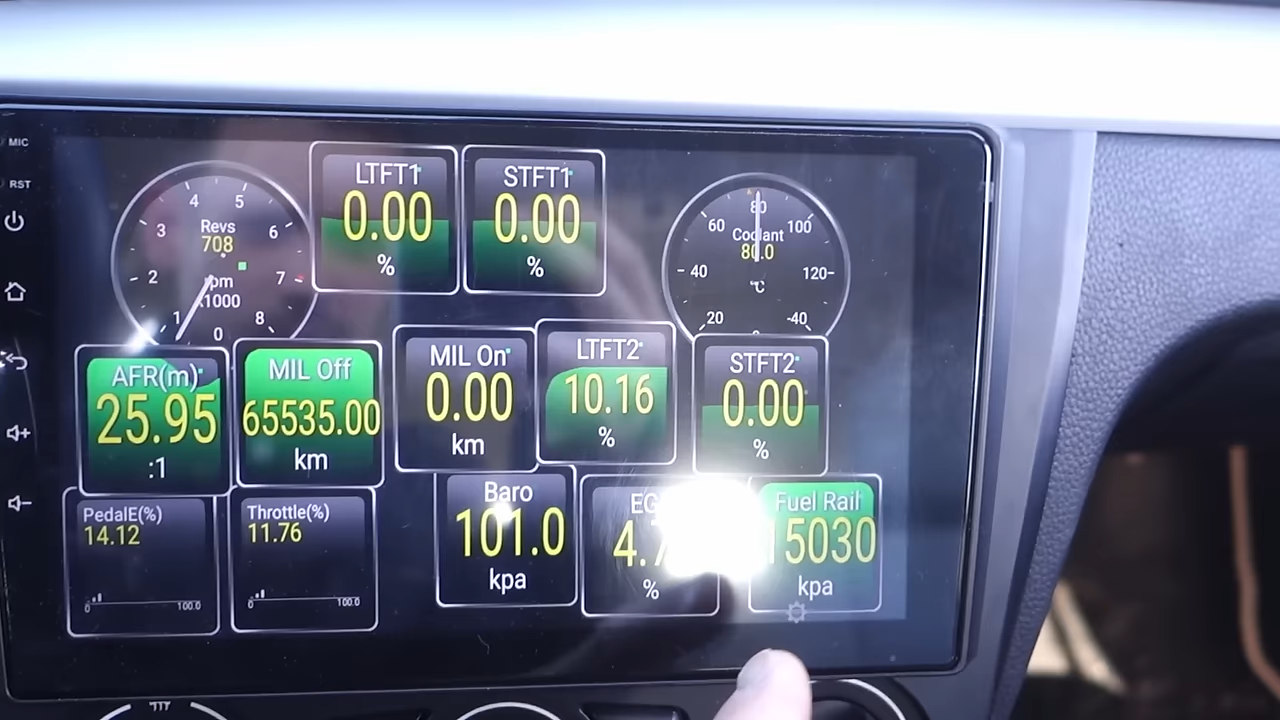 MIC
RST
4 5
3 6
2 7
1 8
0
Revs
708
rpm
x1000
LTFT1
0.00
%
STFT1
0.00
%
80
60 100
40 120
20 -40
Coolant
80.0
℃
AFR(m)
25.95
:1
MIL Off
65535.00
km
MIL On
0.00
km
LTFT2
10.16
%
STFT2
0.00
%
PedalE(%)
14.12
0 100.0
Throttle(%)
11.76
0 100.0
Baro
101.0
kpa
%
Fuel Rail
15030
kpa